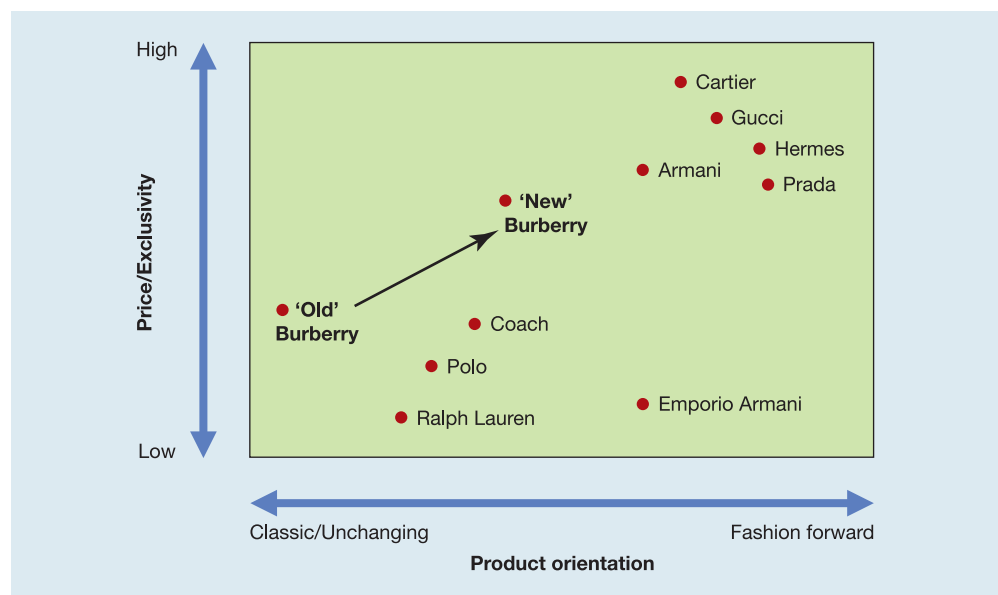 High
Cartier
Gucci
Hermes
Armani
Prada
‘New’
Burberry
Price/Exclusivity
‘Old’
Burberry
Coach
Polo
Emporio Armani
Ralph Lauren
Low
Classic/Unchanging
Fashion forward
Product orientation